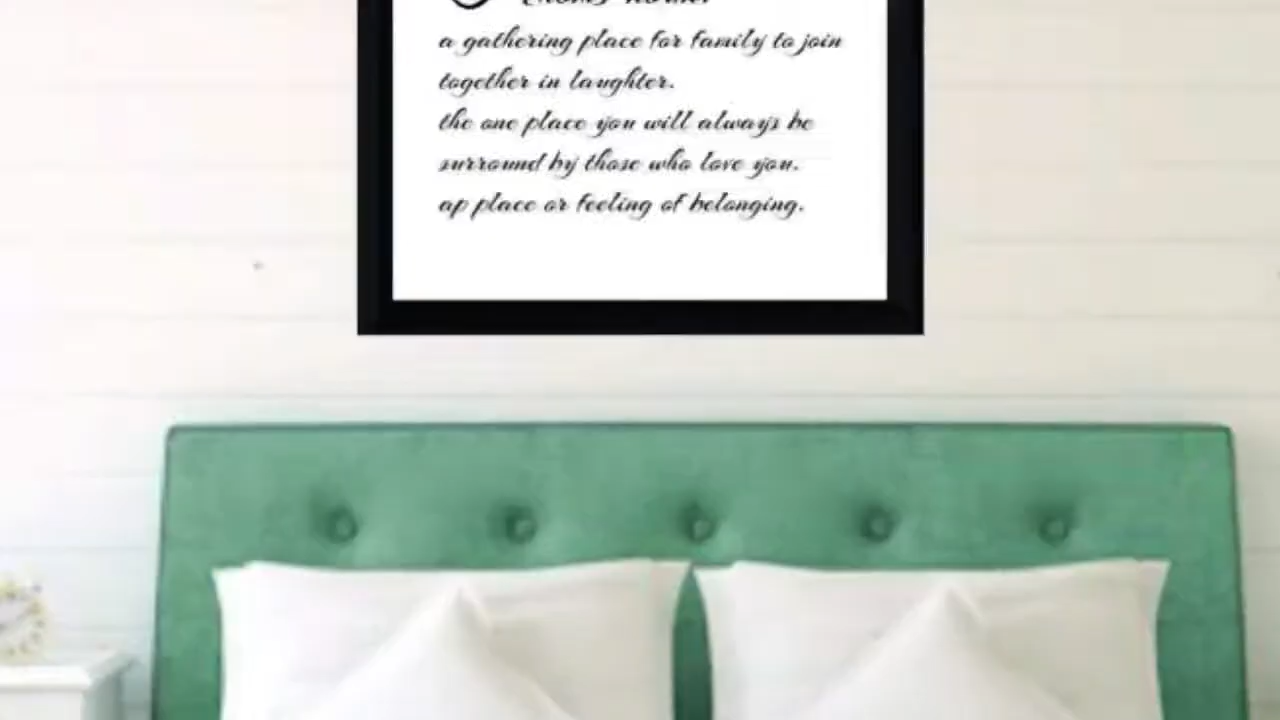 a gathering place for family to join
together in laughter.
the one place you will always be
surround by those who love you.
ap place or feeling of belonging.